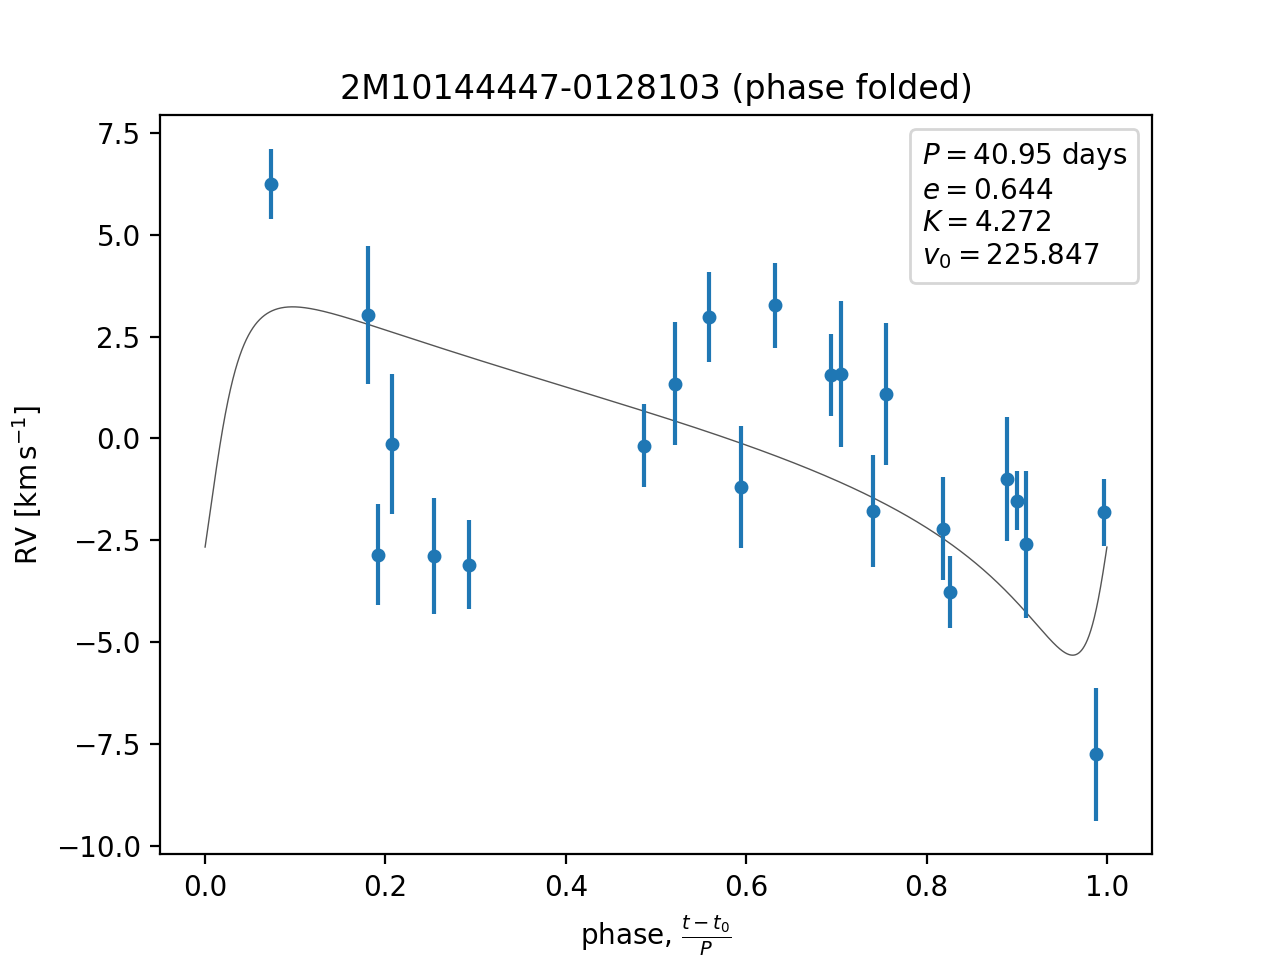 2M10144447-0128103 (phase folded)
P = 40.95 days
e = 0.644
K = 4.272
v₀ = 225.847
RV [km s⁻¹]
7.5
5.0
2.5
0.0
−2.5
−5.0
−7.5
−10.0
0.0 0.2 0.4 0.6 0.8 1.0
phase, (t − t₀)/P